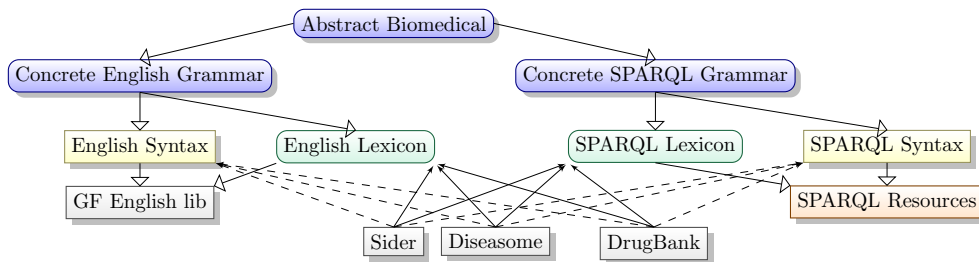 Abstract Biomedical
Concrete English Grammar
Concrete SPARQL Grammar
English Syntax
English Lexicon
SPARQL Lexicon
SPARQL Syntax
GF English lib
SPARQL Resources
Sider
Diseasome
DrugBank